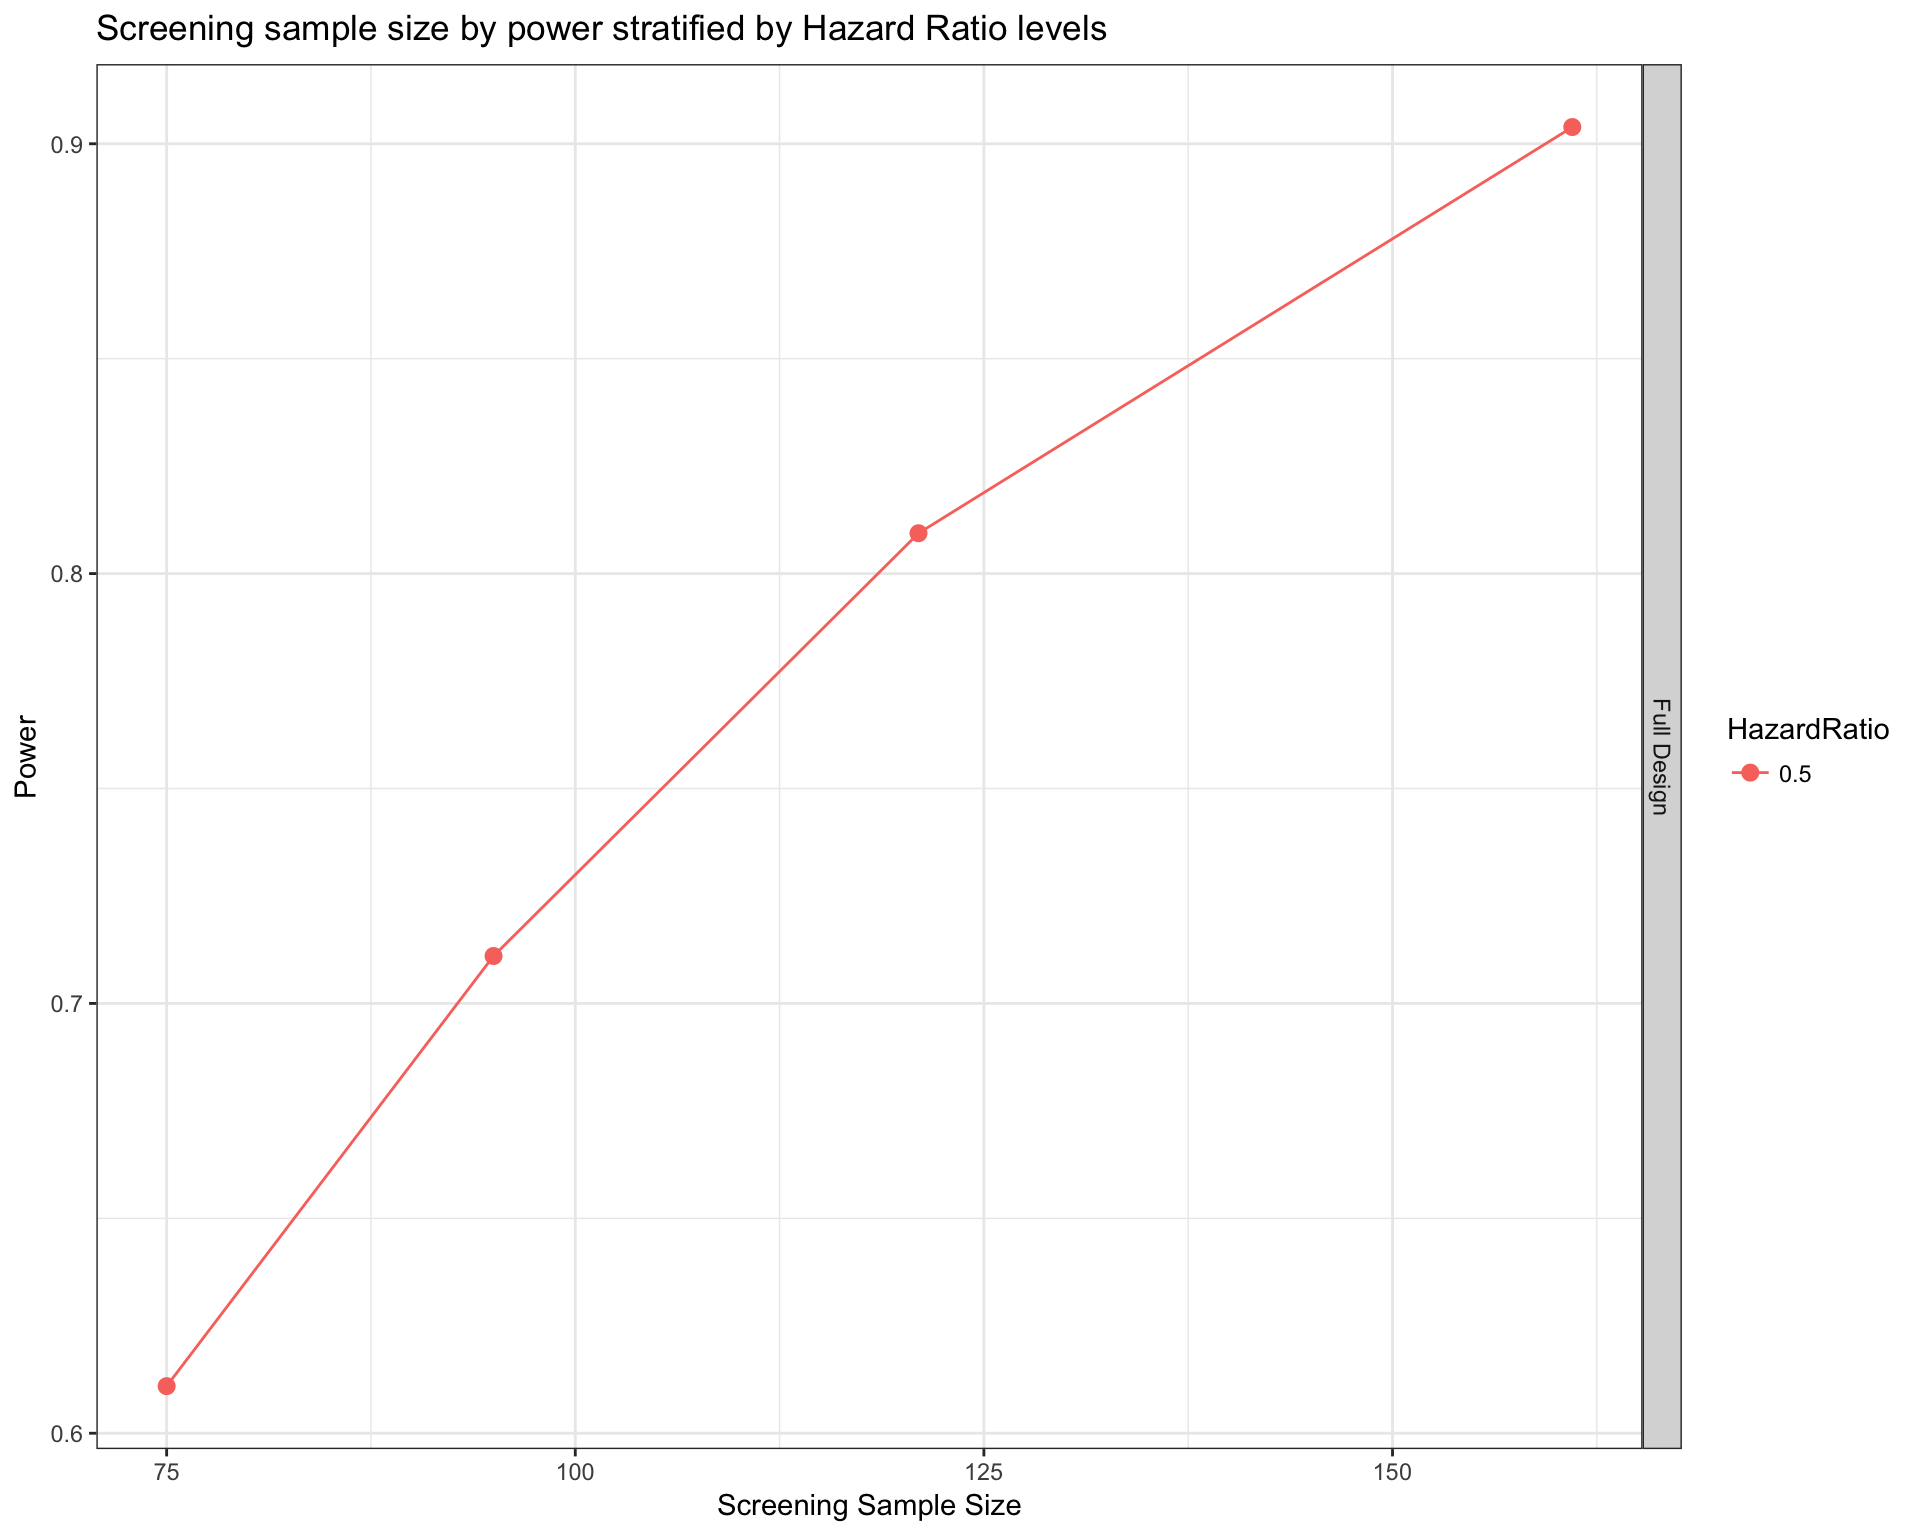 Screening sample size by power stratified by Hazard Ratio levels
0.9
0.8
0.7
0.6
Power
75
100
125
150
Screening Sample Size
Full Design
HazardRatio
0.5